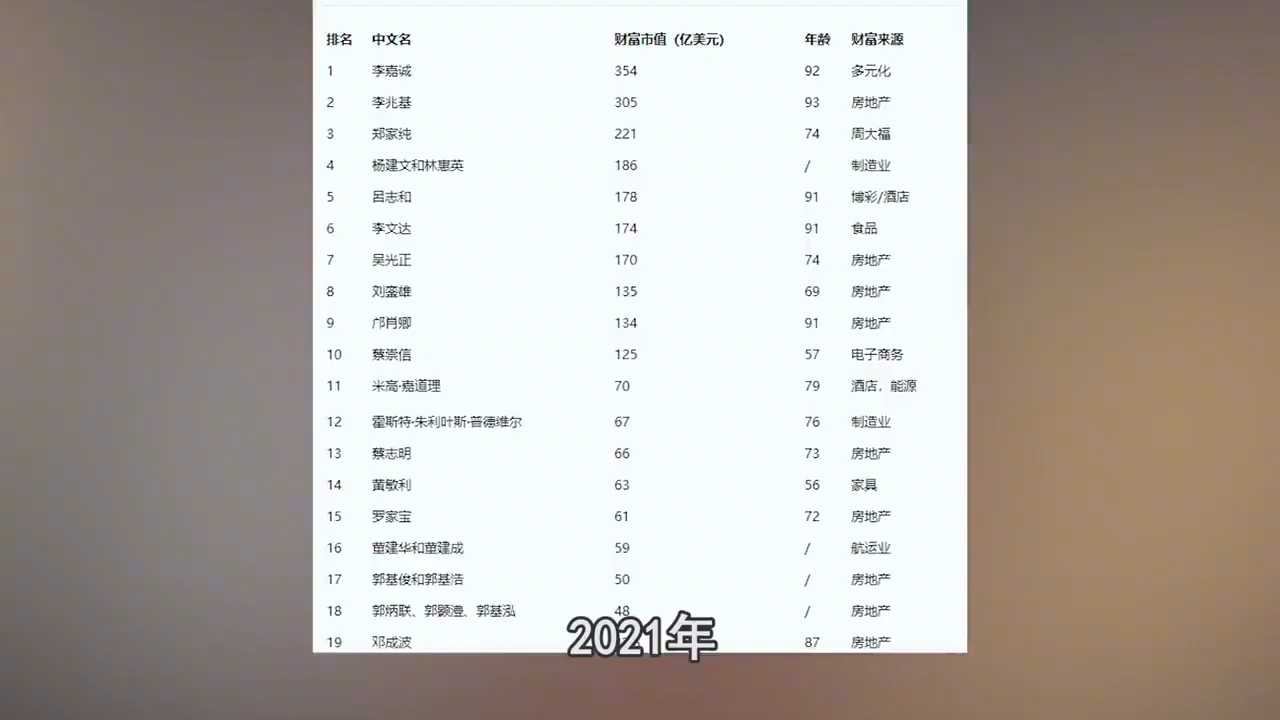 排名 中文名 财富市值（亿美元） 年龄 财富来源
1 李嘉诚 354 92 多元化
2 李兆基 305 93 房地产
3 郑家纯 221 74 周大福
4 杨建文和林惠英 186 / 制造业
5 吕志和 178 91 博彩/酒店
6 李文达 174 91 食品
7 吴光正 170 74 房地产
8 刘銮雄 135 69 房地产
9 邝肖卿 134 91 房地产
10 蔡崇信 125 57 电子商务
11 米高·嘉道理 70 79 酒店，能源
12 霍斯特·朱利叶斯·普德维尔 67 76 制造业
13 蔡志明 66 73 房地产
14 黄敏利 63 56 家具
15 罗家宝 61 72 房地产
16 董建华和董建成 59 / 航运业
17 郭基俊和郭基浩 50 / 房地产
18 郭炳联、郭颢澧、郭基泓 48 / 房地产
19 邓成波 87 房地产
2021年